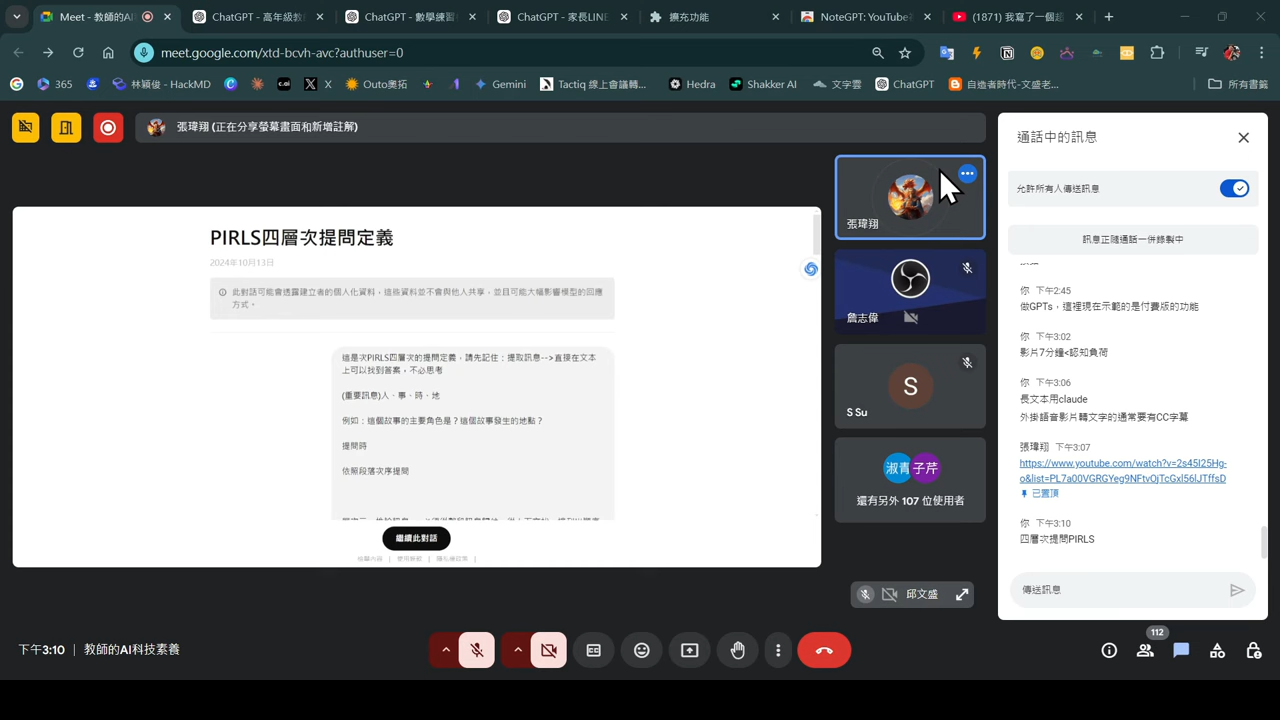 Meet - 教師的AI
ChatGPT - 高年級教
ChatGPT - 數學練習
ChatGPT - 家長LINE
擴充功能
NoteGPT: YouTube
(1871) 我寫了一個超
meet.google.com/xtd-bcvh-avc?authuser=0
365
林穎俊 - HackMD
c.ai
X
Outo奧拓
Gemini
Tactiq 線上會議轉...
Hedra
Shakker AI
文字雲
ChatGPT
自造者時代-文盛老...
所有書籤
張瑋翔 (正在分享螢幕畫面和新增註解)
PIRLS四層次提問定義
2024年10月13日
此對話可能會透露建立者的個人化資料，這些資料並不會與他人共享，並且可能大幅影響模型的回應
方式。
這是次PIRLS四層次的提問定義，請先記住：提取訊息-->直接在文本
上可以找到答案，不必思考
(重要訊息)人、事、時、地
例如：這個故事的主要角色是？這個故事發生的地點？
提問時
依照段落次序提問
繼續此對話
張瑋翔
詹志偉
S
S Su
淑青
子芹
還有另外 107 位使用者
邱文盛
通話中的訊息
允許所有人傳送訊息
訊息正隨通話一併錄製中
你 下午2:45
做GPTs，這裡現在示範的是付費版的功能
你 下午3:02
影片7分鐘<認知負荷
你 下午3:06
長文本用claude
外掛語音影片轉文字的通常要有CC字幕
張瑋翔 下午3:07
https://www.youtube.com/watch?v=2s45I25Hg-
o&list=PL7a00VGRGYeg9NFtvOjTcGxl56lJTffsD
已置頂
你 下午3:10
四層次提問PIRLS
傳送訊息
下午3:10 | 教師的AI科技素養
112